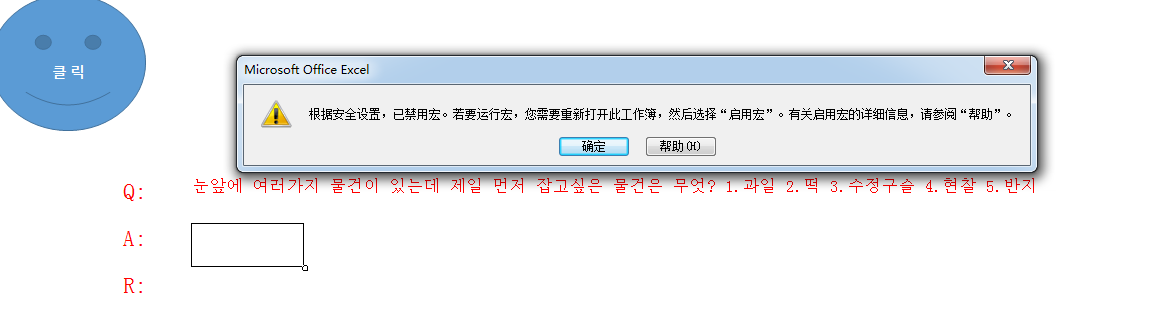 클릭
Microsoft Office Excel
根据安全设置，已禁用宏。若要运行宏，您需要重新打开此工作簿，然后选择“启用宏”。有关启用宏的详细信息，请参阅“帮助”。
确定 帮助(H)
Q: 눈앞에 여러가지 물건이 있는데 제일 먼저 잡고싶은 물건은 무엇? 1.과일 2.떡 3.수정구슬 4.현찰 5.반지
A:
R: